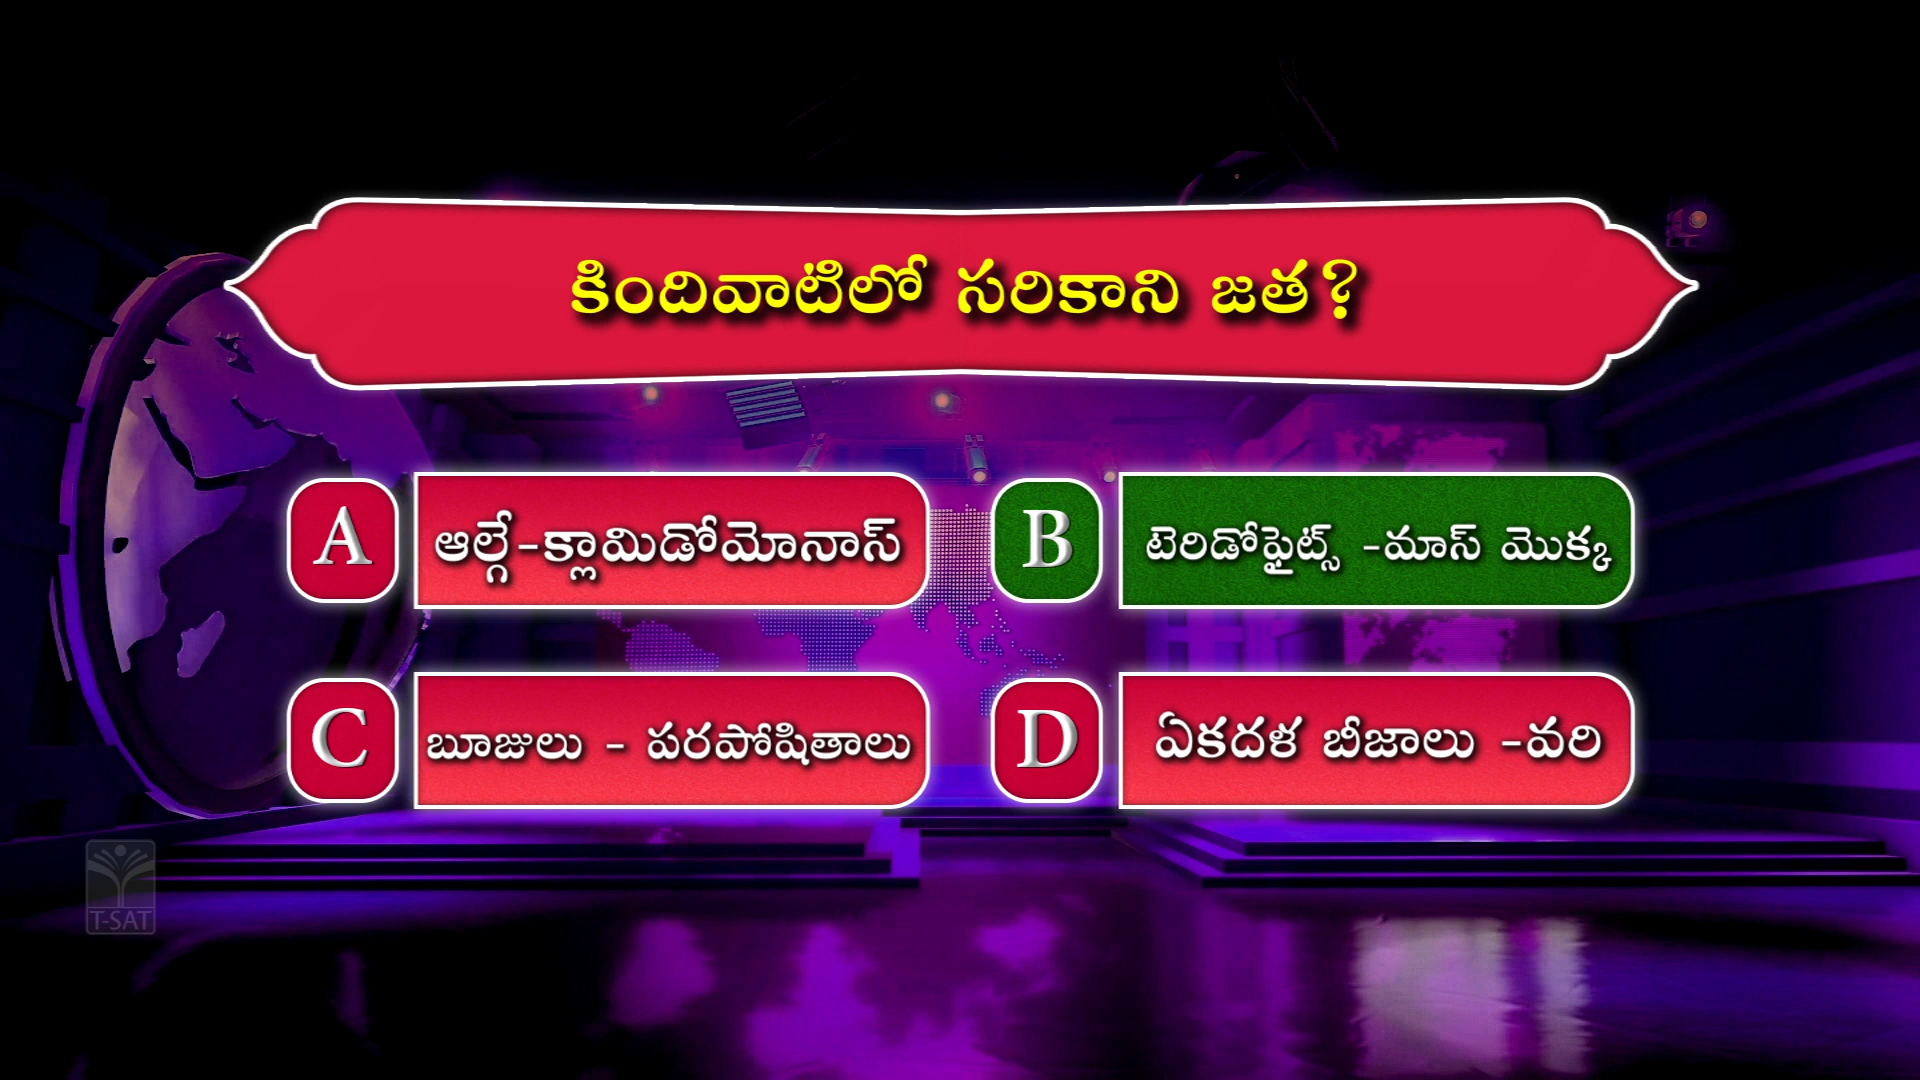 కిందివాటిలో సరికాని జత?
A ఆల్గే-క్లామిడోమోనాస్
B టెరిడోఫైట్స్ -మాస్ మొక్క
C బూజులు - పరపోషితాలు
D ఏకదళ బీజాలు -వరి
T-SAT